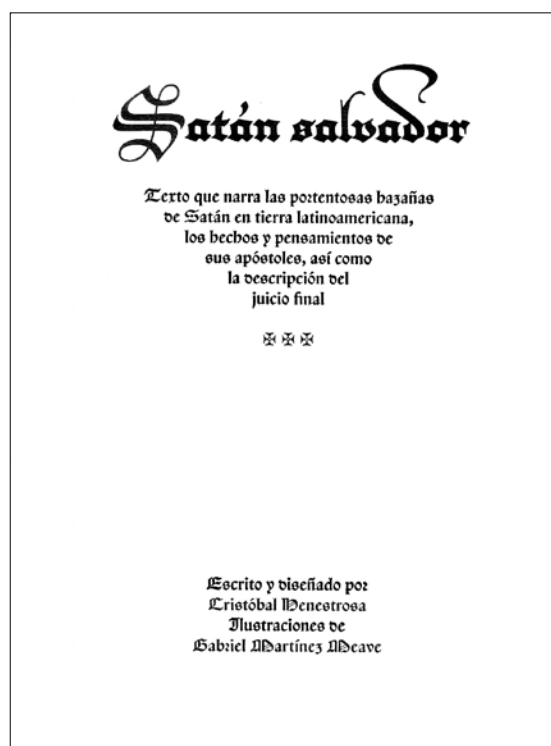 Satán salvador
Texto que narra las portentosas hazañas
de Satán en tierra latinoamericana,
los hechos y pensamientos de
sus apóstoles, así como
la descripción del
juicio final
✠ ✠ ✠
Escrito y diseñado por
Cristóbal Henestrosa
Ilustraciones de
Gabriel Martínez Meave